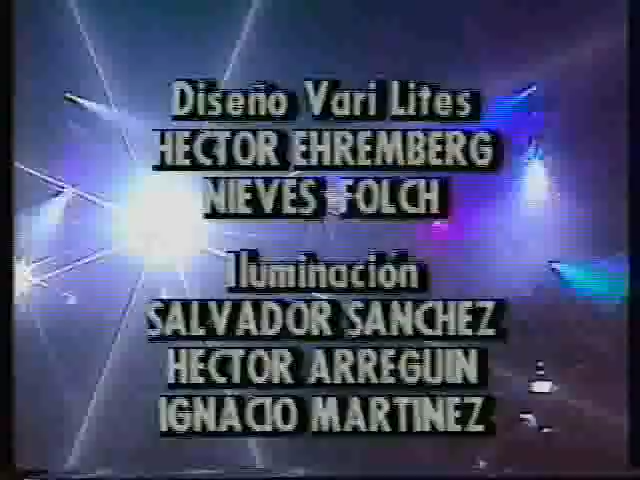 Diseño Vari Lites
HECTOR EHREMBERG
NIEVES FOLCH
Iluminación
SALVADOR SANCHEZ
HECTOR ARREGUIN
IGNACIO MARTINEZ